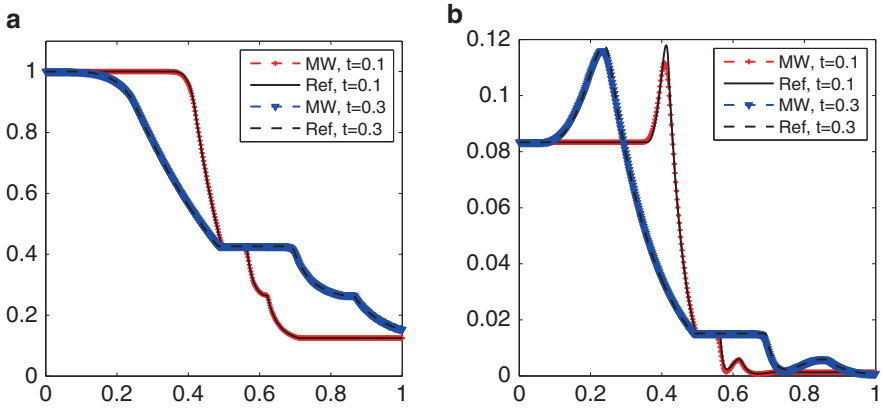 a
MW, t=0.1
Ref, t=0.1
MW, t=0.3
Ref, t=0.3
1
0.8
0.6
0.4
0.2
0
0 0.2 0.4 0.6 0.8 1
b
MW, t=0.1
Ref, t=0.1
MW, t=0.3
Ref, t=0.3
0.12
0.1
0.08
0.06
0.04
0.02
0
0 0.2 0.4 0.6 0.8 1